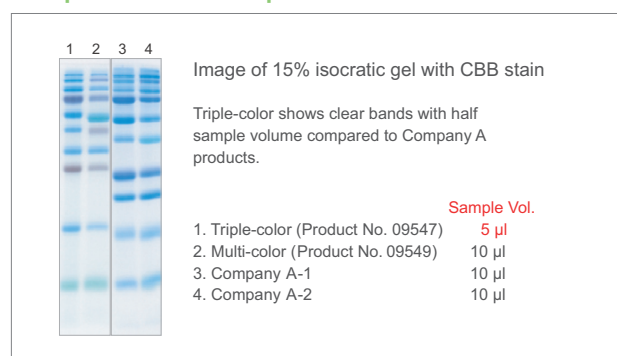 1 2 3 4
Image of 15% isocratic gel with CBB stain
Triple-color shows clear bands with half
sample volume compared to Company A
products.
Sample Vol.
1. Triple-color (Product No. 09547) 5 µl
2. Multi-color (Product No. 09549) 10 µl
3. Company A-1 10 µl
4. Company A-2 10 µl